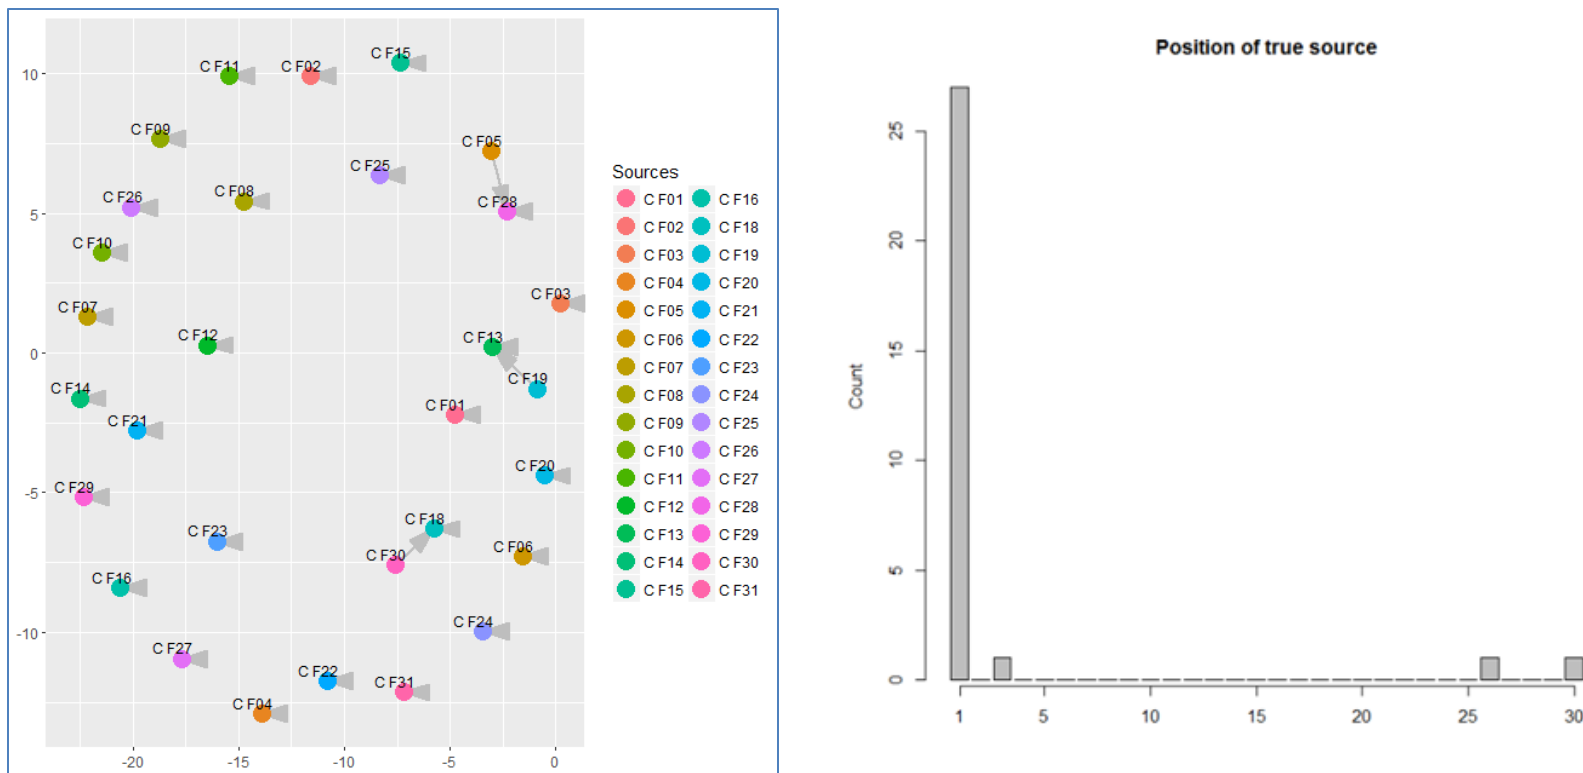 C F15
C F11
C F02
10
C F09
C F05
C F25
C F26
C F08
C F28
5
C F10
C F03
C F07
C F12
C F13
0
C F19
C F14
C F01
C F21
C F20
C F29
-5
C F18
C F23
C F06
C F30
C F16
C F24
-10
C F27
C F22
C F31
C F04
-20 -15 -10 -5 0
Sources
C F01 C F16
C F02 C F18
C F03 C F19
C F04 C F20
C F05 C F21
C F06 C F22
C F07 C F23
C F08 C F24
C F09 C F25
C F10 C F26
C F11 C F27
C F12 C F28
C F13 C F29
C F14 C F30
C F15 C F31
Position of true source
Count
25
20
15
10
5
0
1 5 10 15 20 25 30